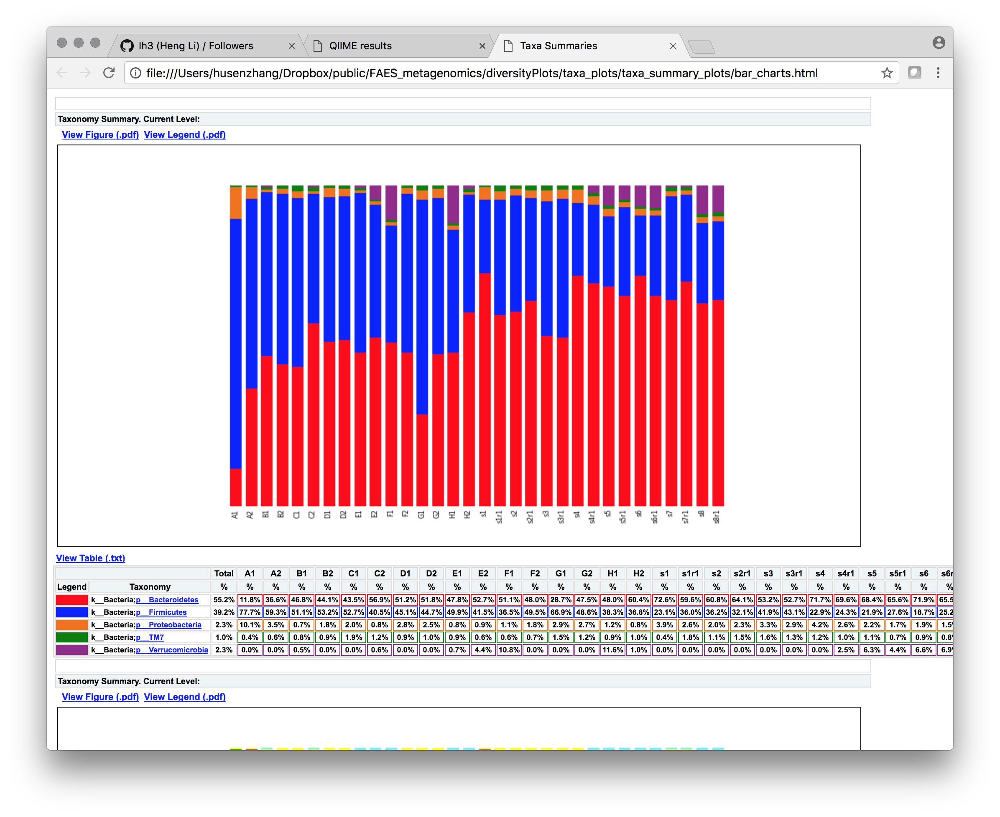 lh3 (Heng Li) / Followers
QIIME results
Taxa Summaries
file:///Users/husenzhang/Dropbox/public/FAES_metagenomics/diversityPlots/taxa_plots/taxa_summary_plots/bar_charts.html
Taxonomy Summary. Current Level:
View Figure (.pdf) View Legend (.pdf)
A1 A2 B1 B2 C1 C2 D1 D2 E1 E2 F1 F2 G1 G2 H1 H2 s1 s1r1 s2 s2r1 s3 s3r1 s4 s4r1 s5 s5r1 s6 s6r1 s7 s7r1 s8 s8r1
View Table (.txt)
Total A1 A2 B1 B2 C1 C2 D1 D2 E1 E2 F1 F2 G1 G2 H1 H2 s1 s1r1 s2 s2r1 s3 s3r1 s4 s4r1 s5 s5r1 s6 s6r
Legend Taxonomy % % % % % % % % % % % % % % % % % % % % % % % % % % % % %
k__Bacteria;p__Bacteroidetes 55.2% 11.8% 36.6% 46.8% 44.1% 43.5% 56.9% 51.2% 51.8% 47.8% 52.7% 51.1% 48.0% 28.7% 47.5% 48.0% 60.4% 72.6% 59.6% 60.8% 64.1% 53.2% 52.7% 71.7% 69.6% 68.4% 65.6% 71.9% 65.5
k__Bacteria;p__Firmicutes 39.2% 77.7% 59.3% 51.1% 53.2% 52.7% 40.5% 45.1% 44.7% 49.9% 41.5% 36.5% 49.5% 66.9% 48.6% 38.3% 36.8% 23.1% 36.0% 36.2% 32.1% 41.9% 43.1% 22.9% 24.3% 21.9% 27.6% 18.7% 25.2
k__Bacteria;p__Proteobacteria 2.3% 10.1% 3.5% 0.7% 1.8% 2.0% 0.8% 2.8% 2.5% 0.8% 0.9% 1.1% 1.8% 2.9% 2.7% 1.2% 0.8% 3.9% 2.6% 2.0% 2.3% 3.3% 2.9% 4.2% 2.6% 2.2% 1.7% 1.9% 1.5%
k__Bacteria;p__TM7 1.0% 0.4% 0.6% 0.8% 0.9% 1.9% 1.2% 0.9% 1.0% 0.9% 0.6% 0.6% 0.7% 1.5% 1.2% 0.9% 1.0% 0.4% 1.8% 1.1% 1.5% 1.6% 1.3% 1.2% 1.0% 1.1% 0.7% 0.9% 0.8%
k__Bacteria;p__Verrucomicrobia 2.3% 0.0% 0.0% 0.5% 0.0% 0.0% 0.6% 0.0% 0.0% 0.7% 4.4% 10.8% 0.0% 0.0% 0.0% 11.6% 1.0% 0.0% 0.0% 0.0% 0.0% 0.0% 0.0% 0.0% 2.5% 6.3% 4.4% 6.6% 6.9%
Taxonomy Summary. Current Level:
View Figure (.pdf) View Legend (.pdf)